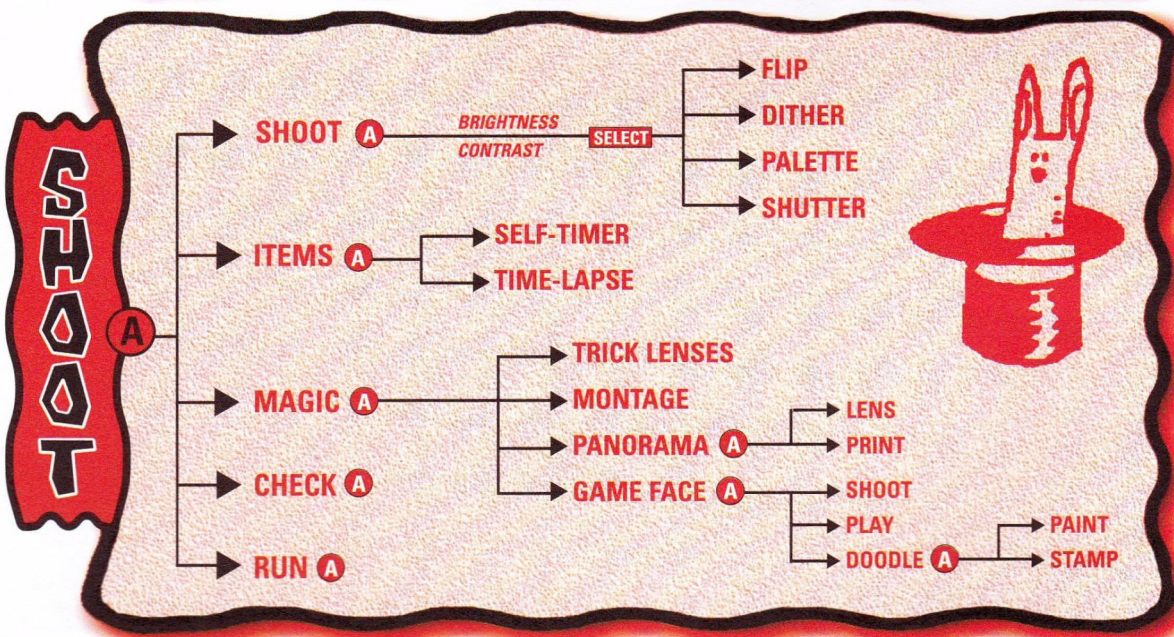 SHOOT
A
SHOOT A
BRIGHTNESS
CONTRAST
SELECT
FLIP
DITHER
PALETTE
SHUTTER
ITEMS A
SELF-TIMER
TIME-LAPSE
MAGIC A
TRICK LENSES
MONTAGE
PANORAMA A
LENS
PRINT
GAME FACE A
SHOOT
PLAY
DOODLE A
PAINT
STAMP
CHECK A
RUN A